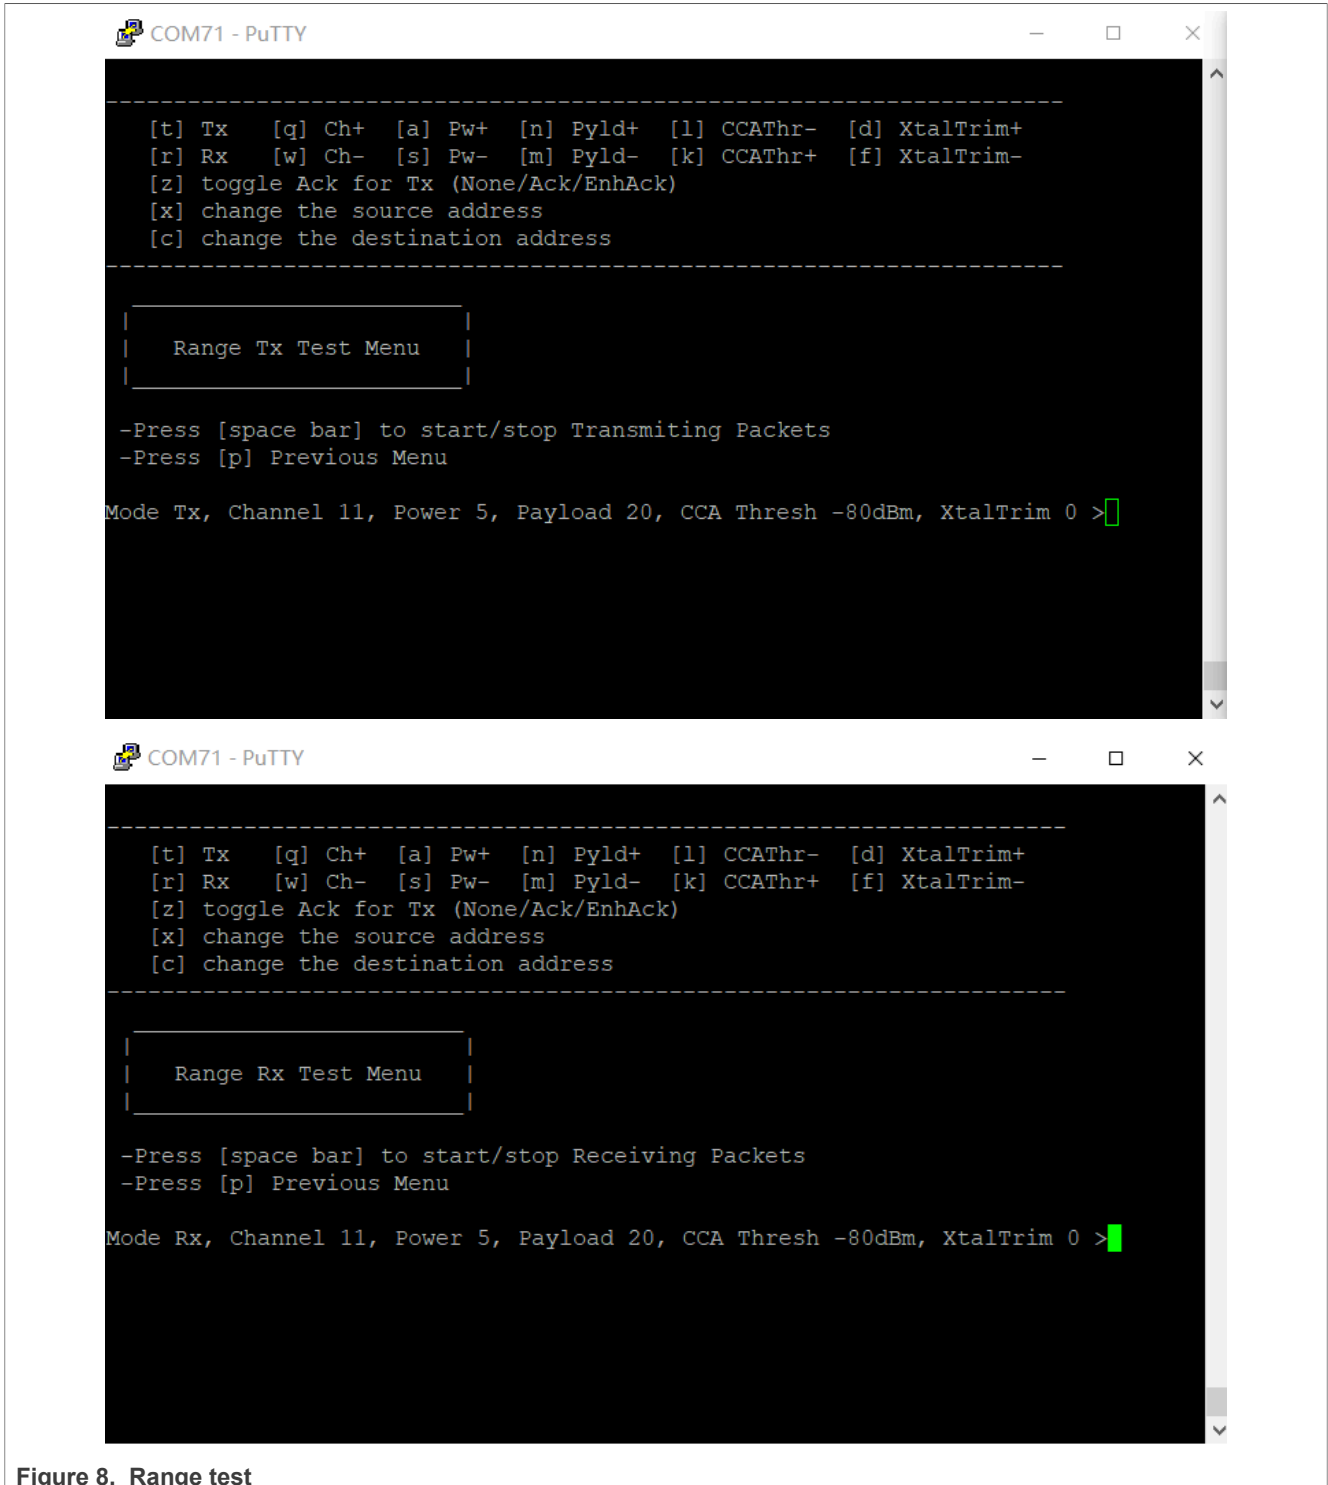 COM71 - PuTTY
----------------------------------------------------------------------
[t] Tx   [q] Ch+  [a] Pw+  [n] Pyld+  [l] CCAThr-  [d] XtalTrim+
[r] Rx   [w] Ch-  [s] Pw-  [m] Pyld-  [k] CCAThr+  [f] XtalTrim-
[z] toggle Ack for Tx (None/Ack/EnhAck)
[x] change the source address
[c] change the destination address
----------------------------------------------------------------------
Range Tx Test Menu
-Press [space bar] to start/stop Transmiting Packets
-Press [p] Previous Menu
Mode Tx, Channel 11, Power 5, Payload 20, CCA Thresh -80dBm, XtalTrim 0 >
COM71 - PuTTY
----------------------------------------------------------------------
[t] Tx   [q] Ch+  [a] Pw+  [n] Pyld+  [l] CCAThr-  [d] XtalTrim+
[r] Rx   [w] Ch-  [s] Pw-  [m] Pyld-  [k] CCAThr+  [f] XtalTrim-
[z] toggle Ack for Tx (None/Ack/EnhAck)
[x] change the source address
[c] change the destination address
----------------------------------------------------------------------
Range Rx Test Menu
-Press [space bar] to start/stop Receiving Packets
-Press [p] Previous Menu
Mode Rx, Channel 11, Power 5, Payload 20, CCA Thresh -80dBm, XtalTrim 0 >
Figure 8. Range test